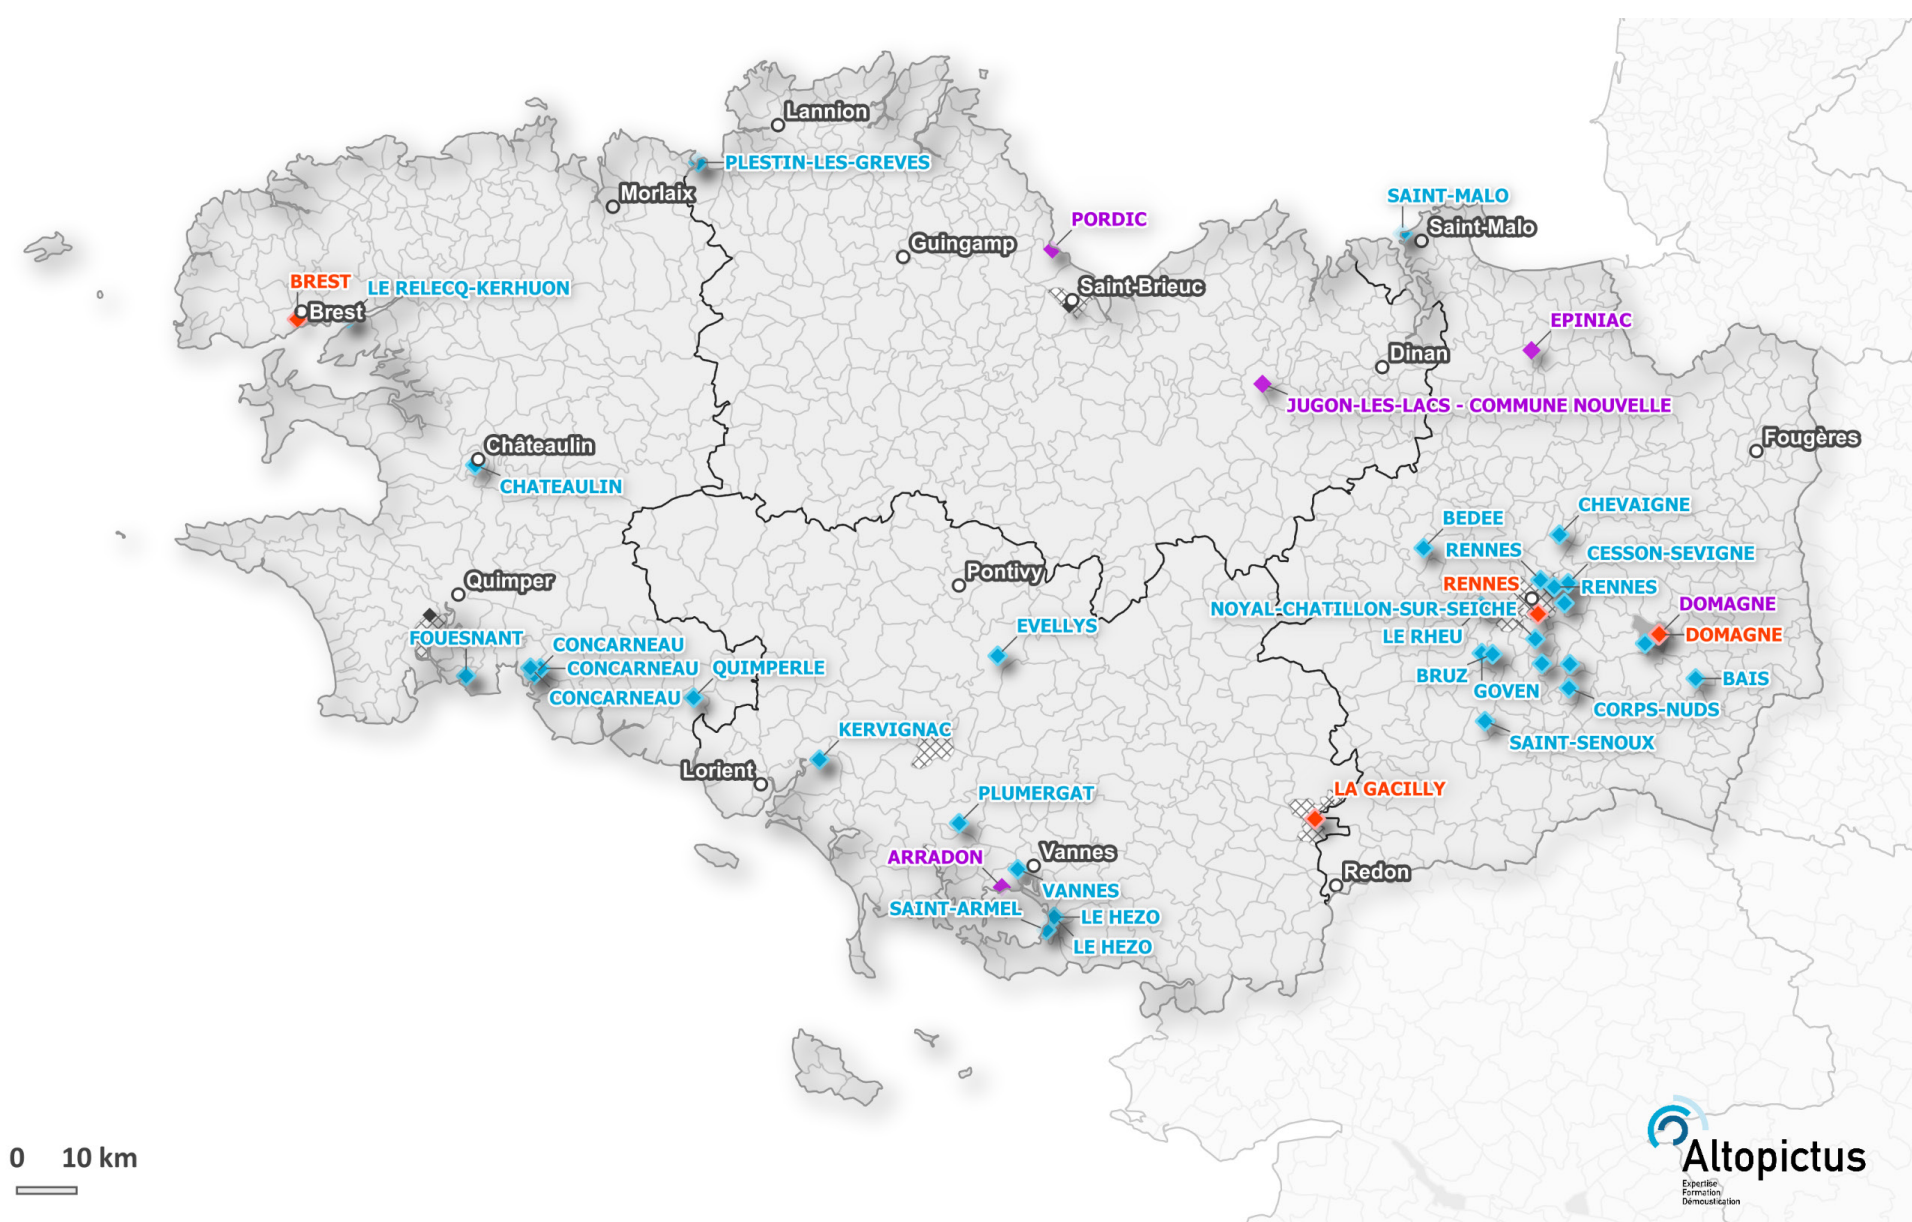 Lannion
PLESTIN-LES-GREVES
Morlaix
SAINT-MALO
PORDIC
Saint-Malo
Guingamp
BREST
LE RELECQ-KERHUON
Saint-Brieuc
Brest
EPINIAC
Dinan
JUGON-LES-LACS - COMMUNE NOUVELLE
Fougères
Châteaulin
CHATEAULIN
CHEVAIGNE
BEDEE
RENNES
CESSON-SEVIGNE
Quimper
Pontivy
RENNES
RENNES
NOYAL-CHATILLON-SUR-SEICHE
DOMAGNE
EVELLYS
FOUESNANT
LE RHEU
DOMAGNE
CONCARNEAU
CONCARNEAU
QUIMPERLE
BRUZ
BAIS
CONCARNEAU
GOVEN
CORPS-NUDS
KERVIGNAC
SAINT-SENOUX
Lorient
LA GACILLY
PLUMERGAT
ARRADON
Vannes
Redon
VANNES
SAINT-ARMEL
LE HEZO
LE HEZO
0 10 km
Altopictus
Expertise
Formation
Démoustication